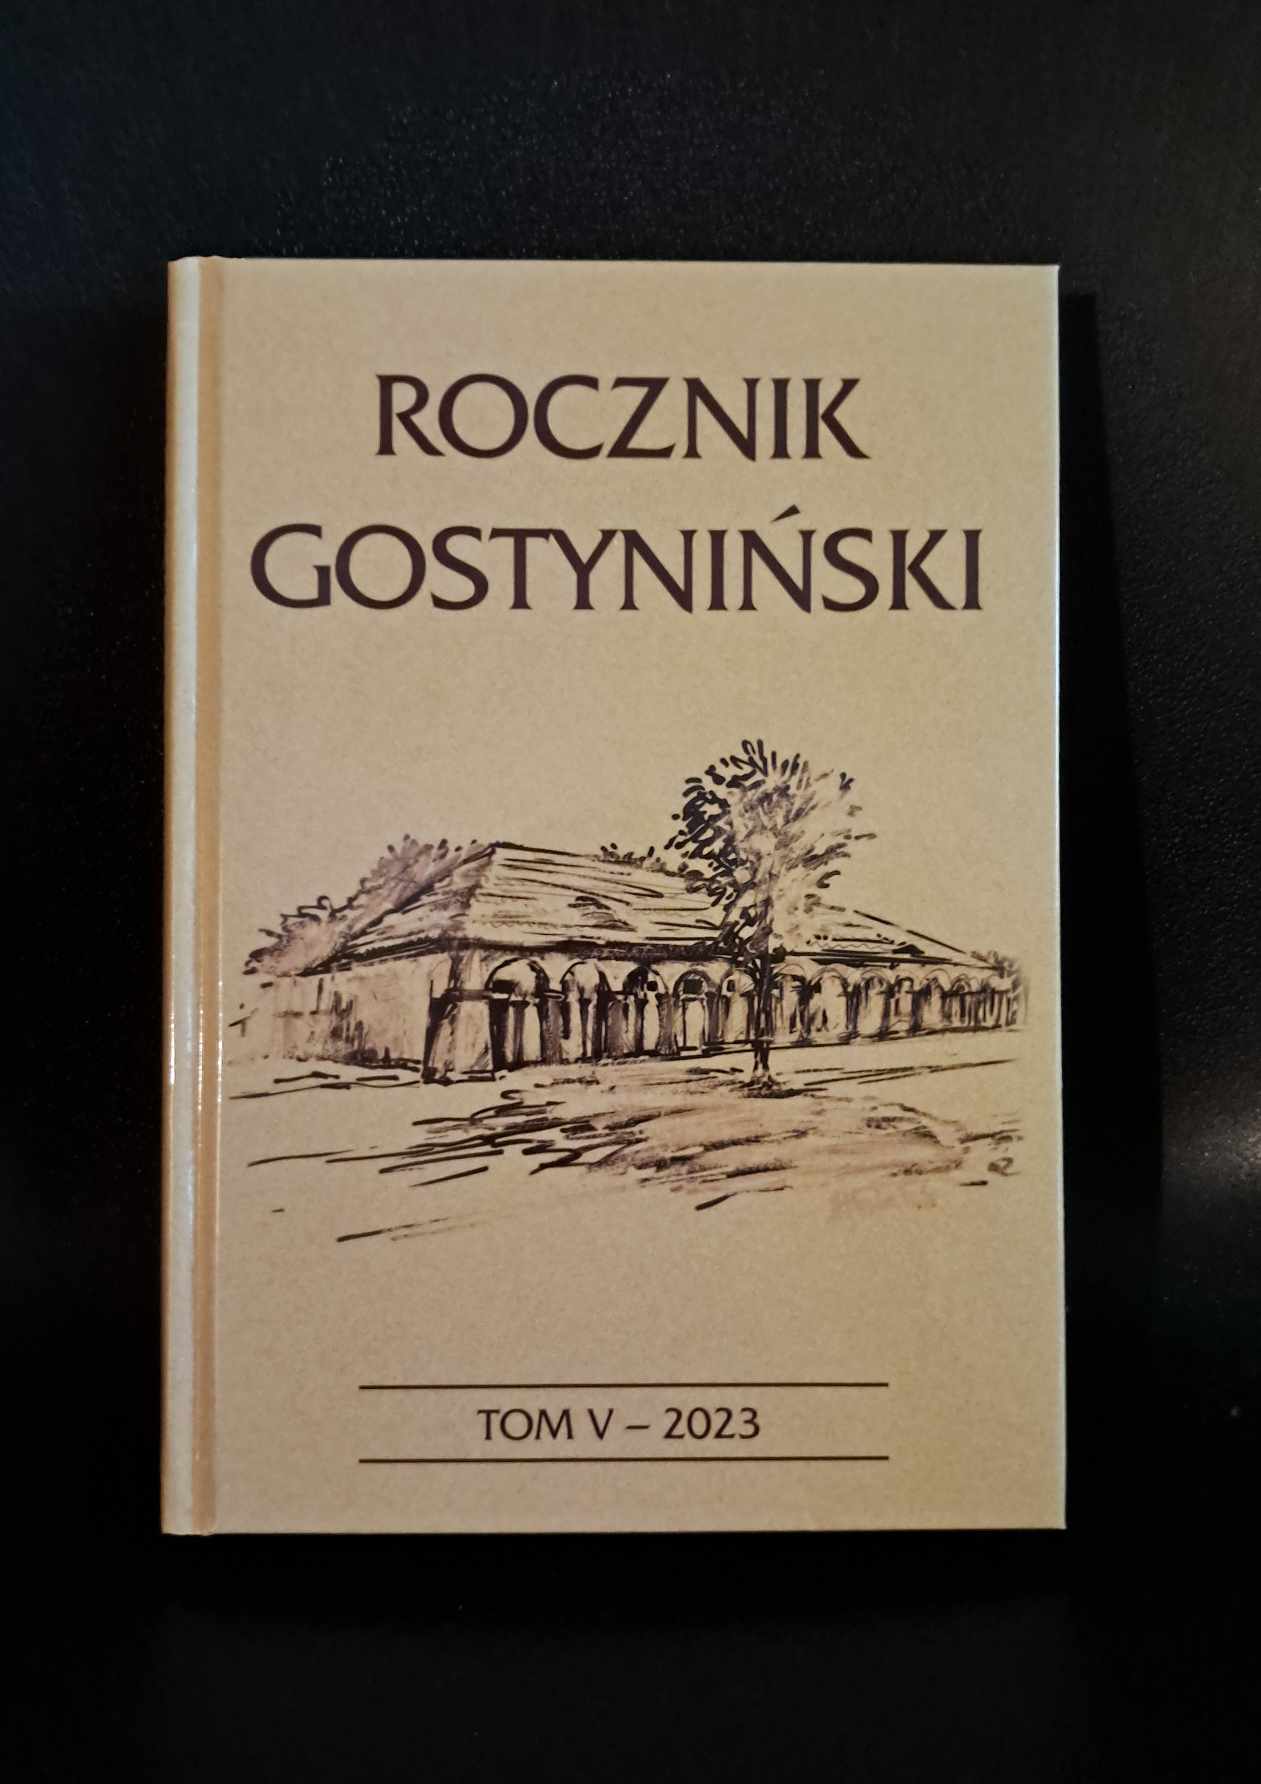 ROCZNIK
GOSTYNIŃSKI
TOM V – 2023